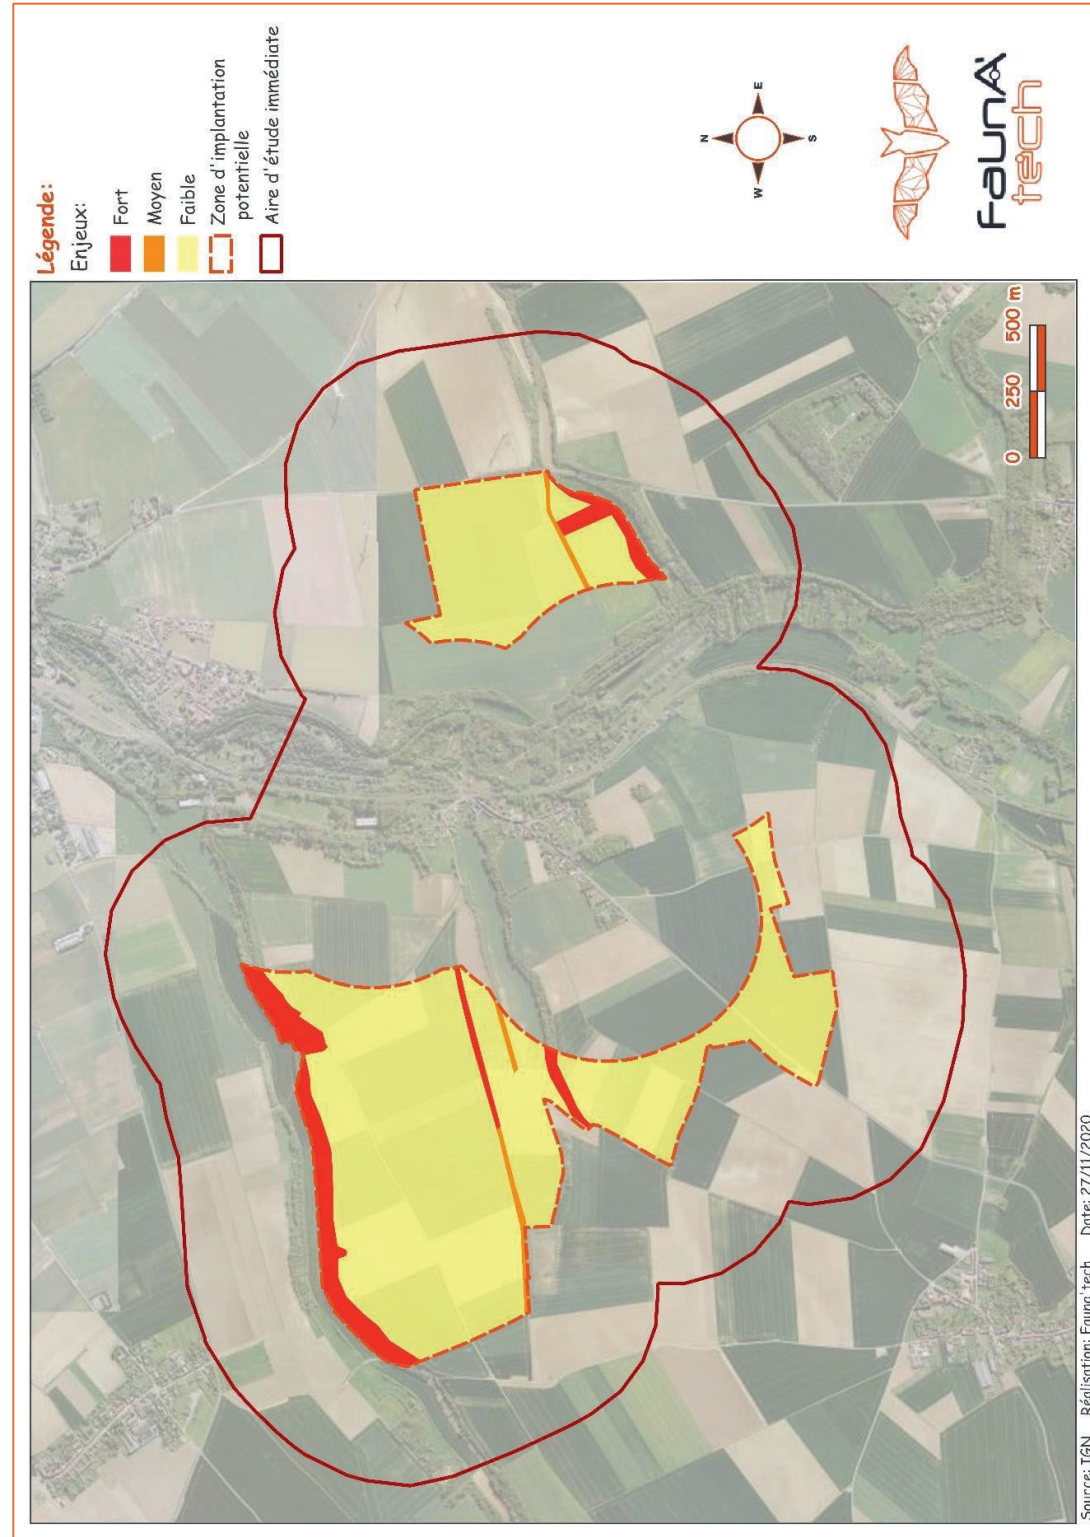 Légende:
Enjeux:
Fort
Moyen
Faible
Zone d'implantation
potentielle
Aire d'étude immédiate
N
E
S
W
faunA'
tech
0 250 500 m
Source: IGN Réalisation: Fauna'tech Date: 27/11/2020